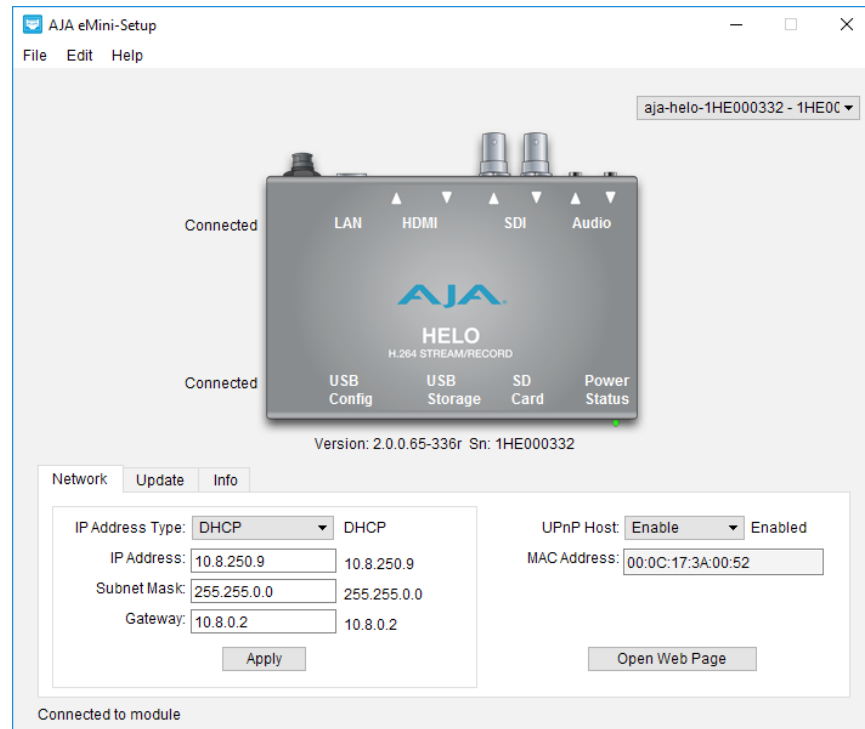 AJA eMini-Setup
File Edit Help
aja-helo-1HE000332 - 1HE0
Connected LAN HDMI SDI Audio
AJA
HELO
H.264 STREAM/RECORD
Connected USB Config USB Storage SD Card Power Status
Version: 2.0.0.65-336r Sn: 1HE000332
Network Update Info
IP Address Type: DHCP DHCP UPnP Host: Enable Enabled
IP Address: 10.8.250.9 10.8.250.9 MAC Address: 00:0C:17:3A:00:52
Subnet Mask: 255.255.0.0 255.255.0.0
Gateway: 10.8.0.2 10.8.0.2
Apply Open Web Page
Connected to module